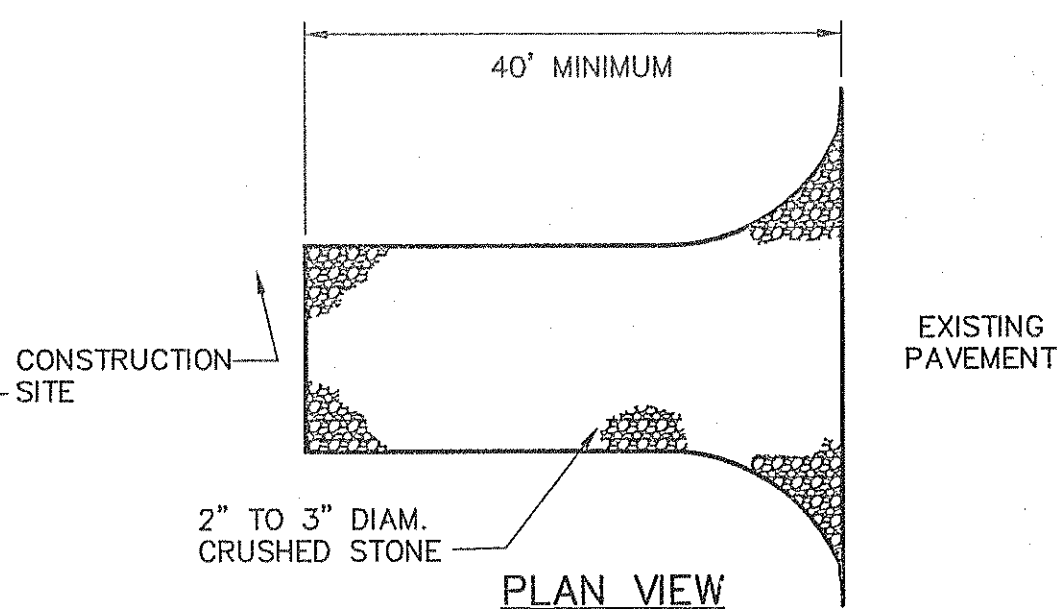 40' MINIMUM
CONSTRUCTION
SITE
EXISTING
PAVEMENT
2" TO 3" DIAM.
CRUSHED STONE
PLAN VIEW